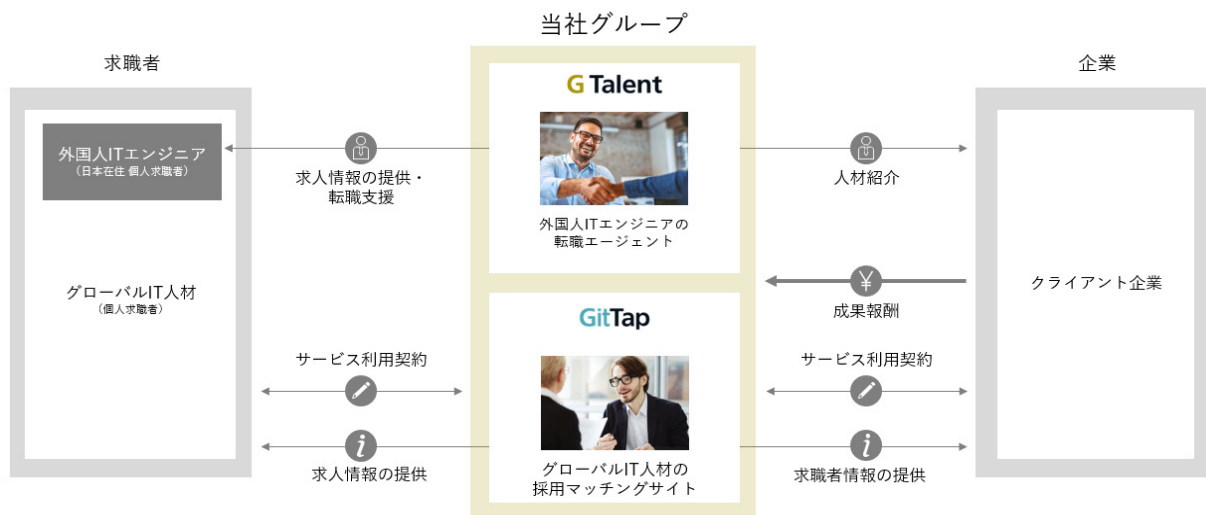 当社グループ
求職者
企業
G Talent
外国人ITエンジニア
（日本在住 個人求職者）
求人情報の提供・
転職支援
人材紹介
外国人ITエンジニアの
転職エージェント
グローバルIT人材
（個人求職者）
クライアント企業
¥
成果報酬
GitTap
サービス利用契約
サービス利用契約
i
求人情報の提供
i
求職者情報の提供
グローバルIT人材の
採用マッチングサイト